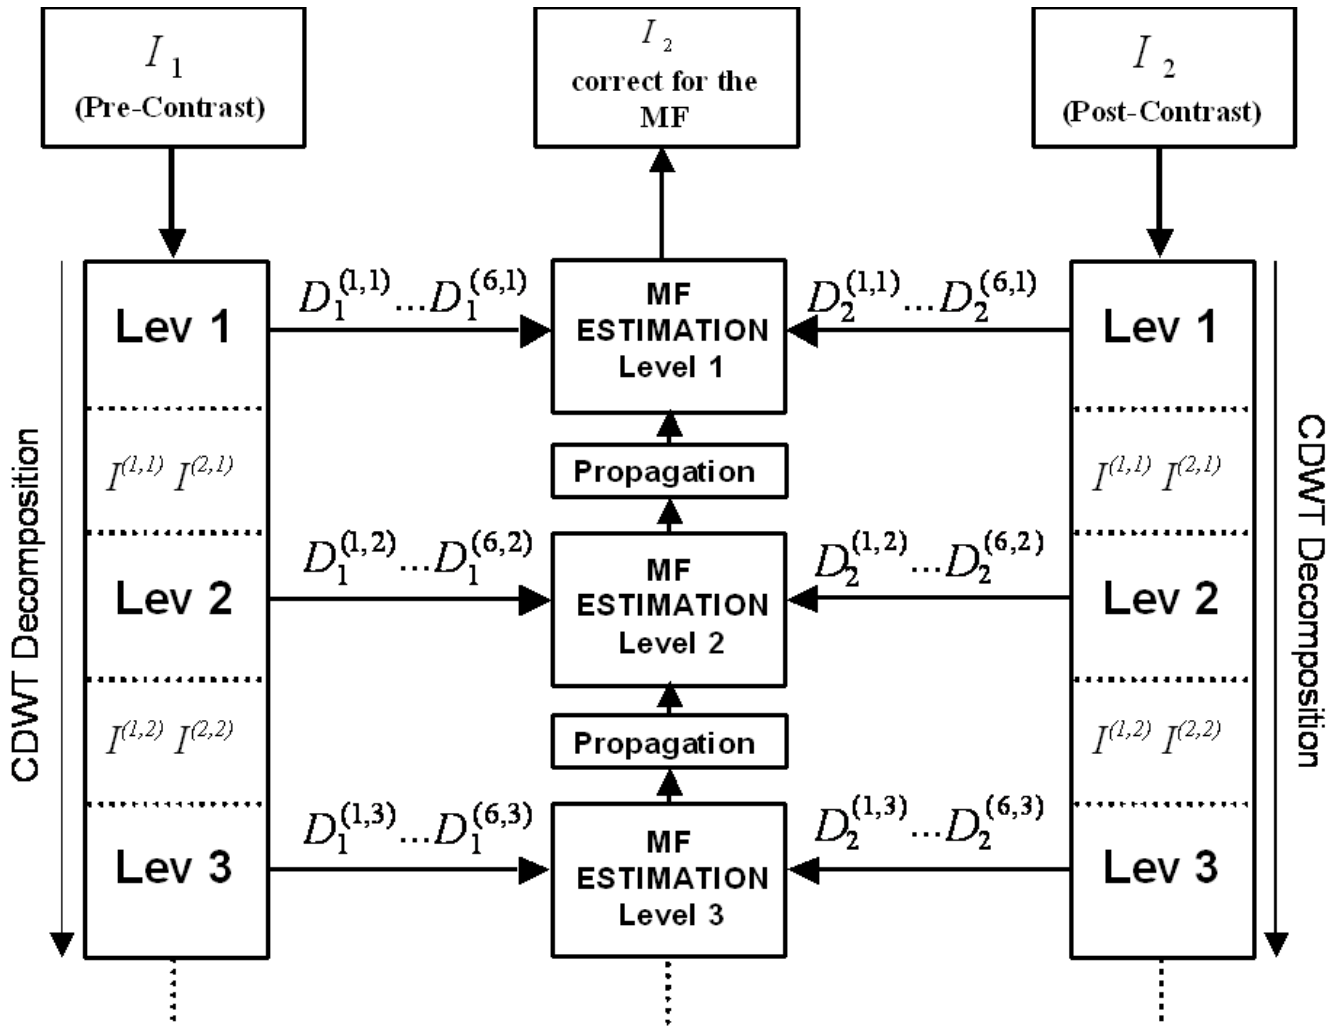 I₁
(Pre-Contrast)
I₂
correct for the
MF
I₂
(Post-Contrast)
CDWT Decomposition
Lev 1
I^(1,1) I^(2,1)
Lev 2
I^(1,2) I^(2,2)
Lev 3
D₁^(1,1)...D₁^(6,1)
D₁^(1,2)...D₁^(6,2)
D₁^(1,3)...D₁^(6,3)
MF
ESTIMATION
Level 1
Propagation
MF
ESTIMATION
Level 2
Propagation
MF
ESTIMATION
Level 3
D₂^(1,1)...D₂^(6,1)
D₂^(1,2)...D₂^(6,2)
D₂^(1,3)...D₂^(6,3)
Lev 1
I^(1,1) I^(2,1)
Lev 2
I^(1,2) I^(2,2)
Lev 3
CDWT Decomposition